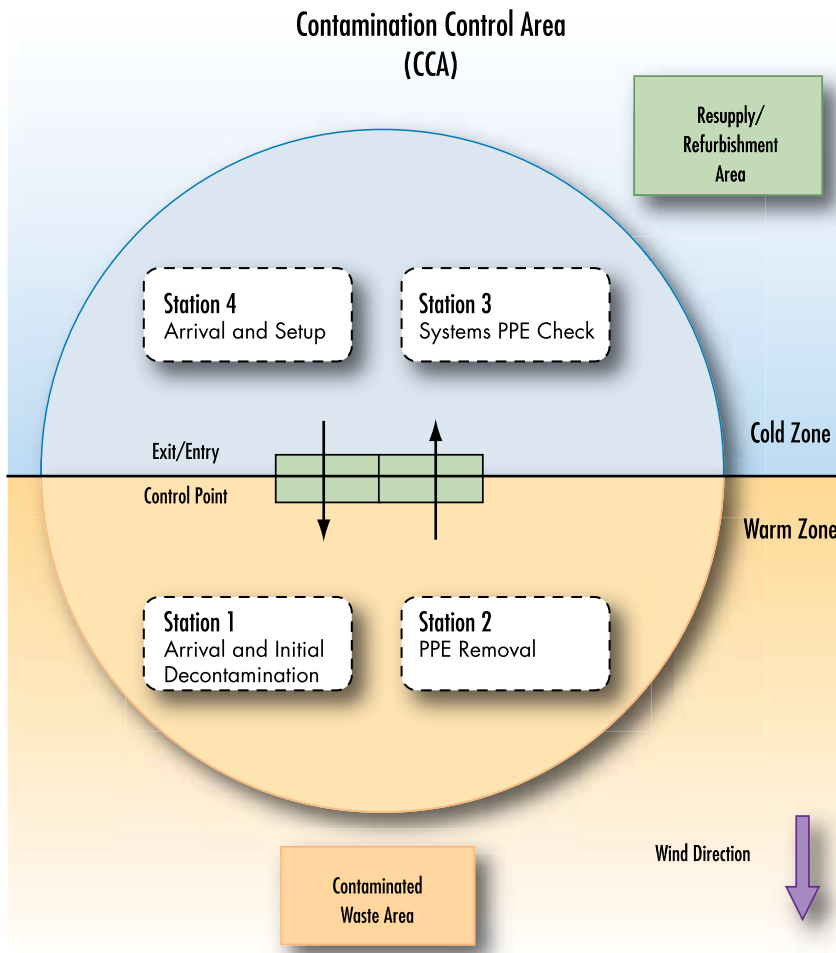 Contamination Control Area
(CCA)
Resupply/
Refurbishment
Area
Station 4
Arrival and Setup
Station 3
Systems PPE Check
Exit/Entry
Cold Zone
Control Point
Warm Zone
Station 1
Arrival and Initial
Decontamination
Station 2
PPE Removal
Wind Direction
Contaminated
Waste Area